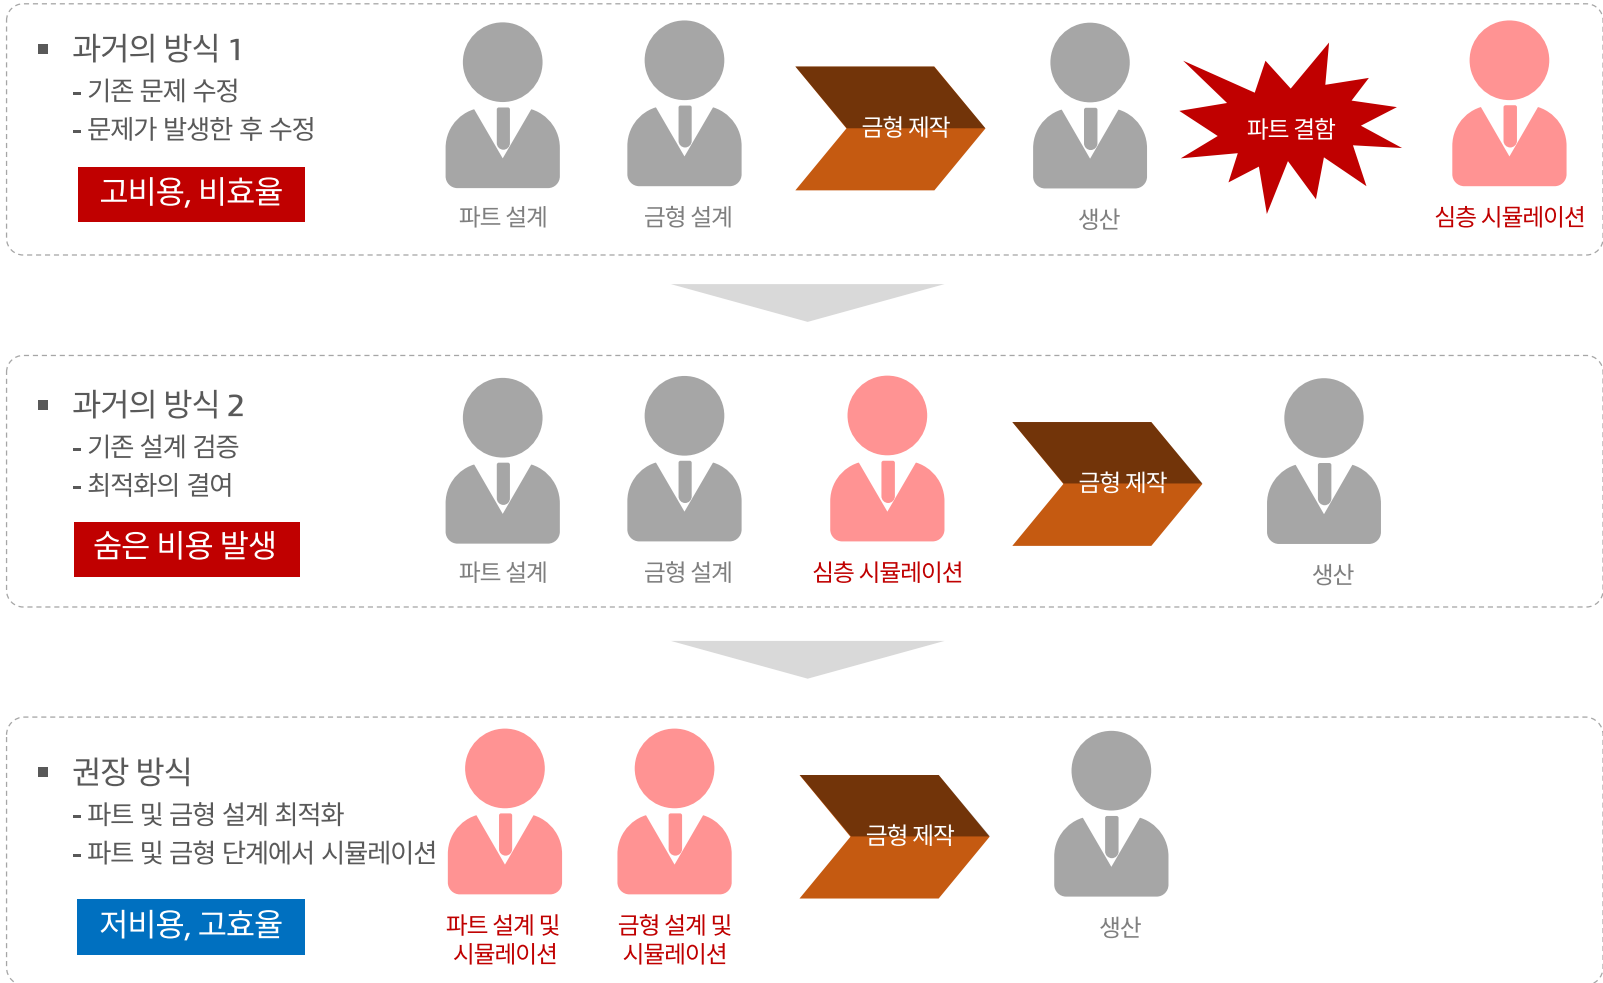 과거의 방식 1
- 기존 문제 수정
- 문제가 발생한 후 수정
고비용, 비효율
파트 설계
금형 설계
금형 제작
생산
파트 결함
심층 시뮬레이션
과거의 방식 2
- 기존 설계 검증
- 최적화의 결여
숨은 비용 발생
파트 설계
금형 설계
심층 시뮬레이션
금형 제작
생산
권장 방식
- 파트 및 금형 설계 최적화
- 파트 및 금형 단계에서 시뮬레이션
저비용, 고효율
파트 설계 및
시뮬레이션
금형 설계 및
시뮬레이션
금형 제작
생산